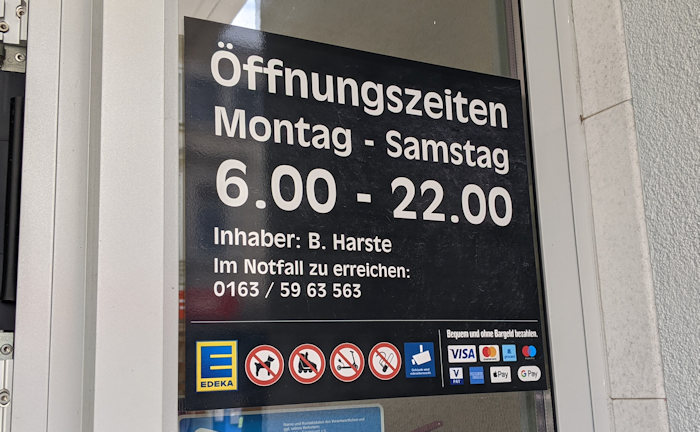 Öffnungszeiten
Montag - Samstag
6.00 - 22.00
Inhaber: B. Harste
Im Notfall zu erreichen:
0163 / 59 63 563
Bequem und ohne Bargeld bezahlen.
EDEKA
VISA
V PAY
Pay
G Pay